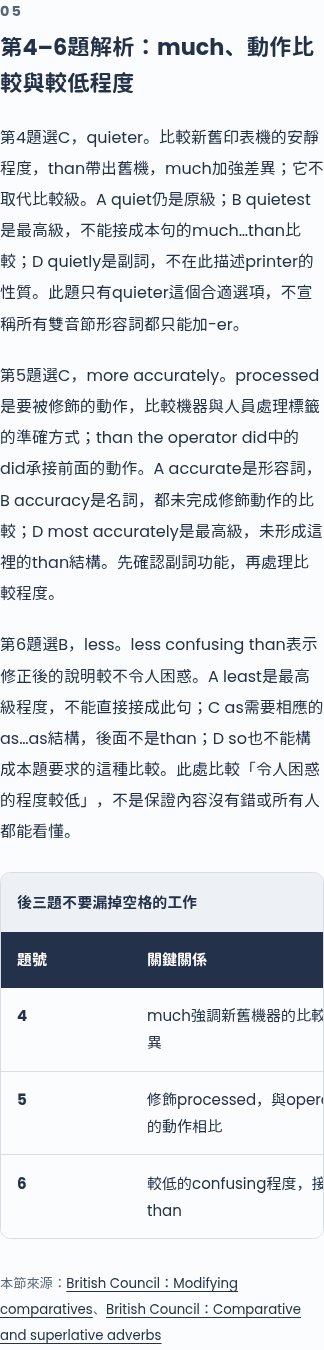 05
第4–6題解析：much、動作比
較與較低程度
第4題選C，quieter。比較新舊印表機的安靜
程度，than帶出舊機，much加強差異；它不
取代比較級。A quiet仍是原級；B quietest
是最高級，不能接成本句的much…than比
較；D quietly是副詞，不在此描述printer的
性質。此題只有quieter這個合適選項，不宣
稱所有雙音節形容詞都只能加-er。
第5題選C，more accurately。processed
是要被修飾的動作，比較機器與人員處理標籤
的準確方式；than the operator did中的
did承接前面的動作。A accurate是形容詞，
B accuracy是名詞，都未完成修飾動作的比
較；D most accurately是最高級，未形成這
裡的than結構。先確認副詞功能，再處理比
較程度。
第6題選B，less。less confusing than表示
修正後的說明較不令人困惑。A least是最高
級程度，不能直接接成此句；C as需要相應的
as…as結構，後面不是than；D so也不能構
成本題要求的這種比較。此處比較「令人困惑
的程度較低」，不是保證內容沒有錯或所有人
都能看懂。
後三題不要漏掉空格的工作
題號 關鍵關係
4 much強調新舊機器的比較
異
5 修飾processed，與oper
的動作相比
6 較低的confusing程度，接
than
本節來源：British Council：Modifying
comparatives、British Council：Comparative
and superlative adverbs